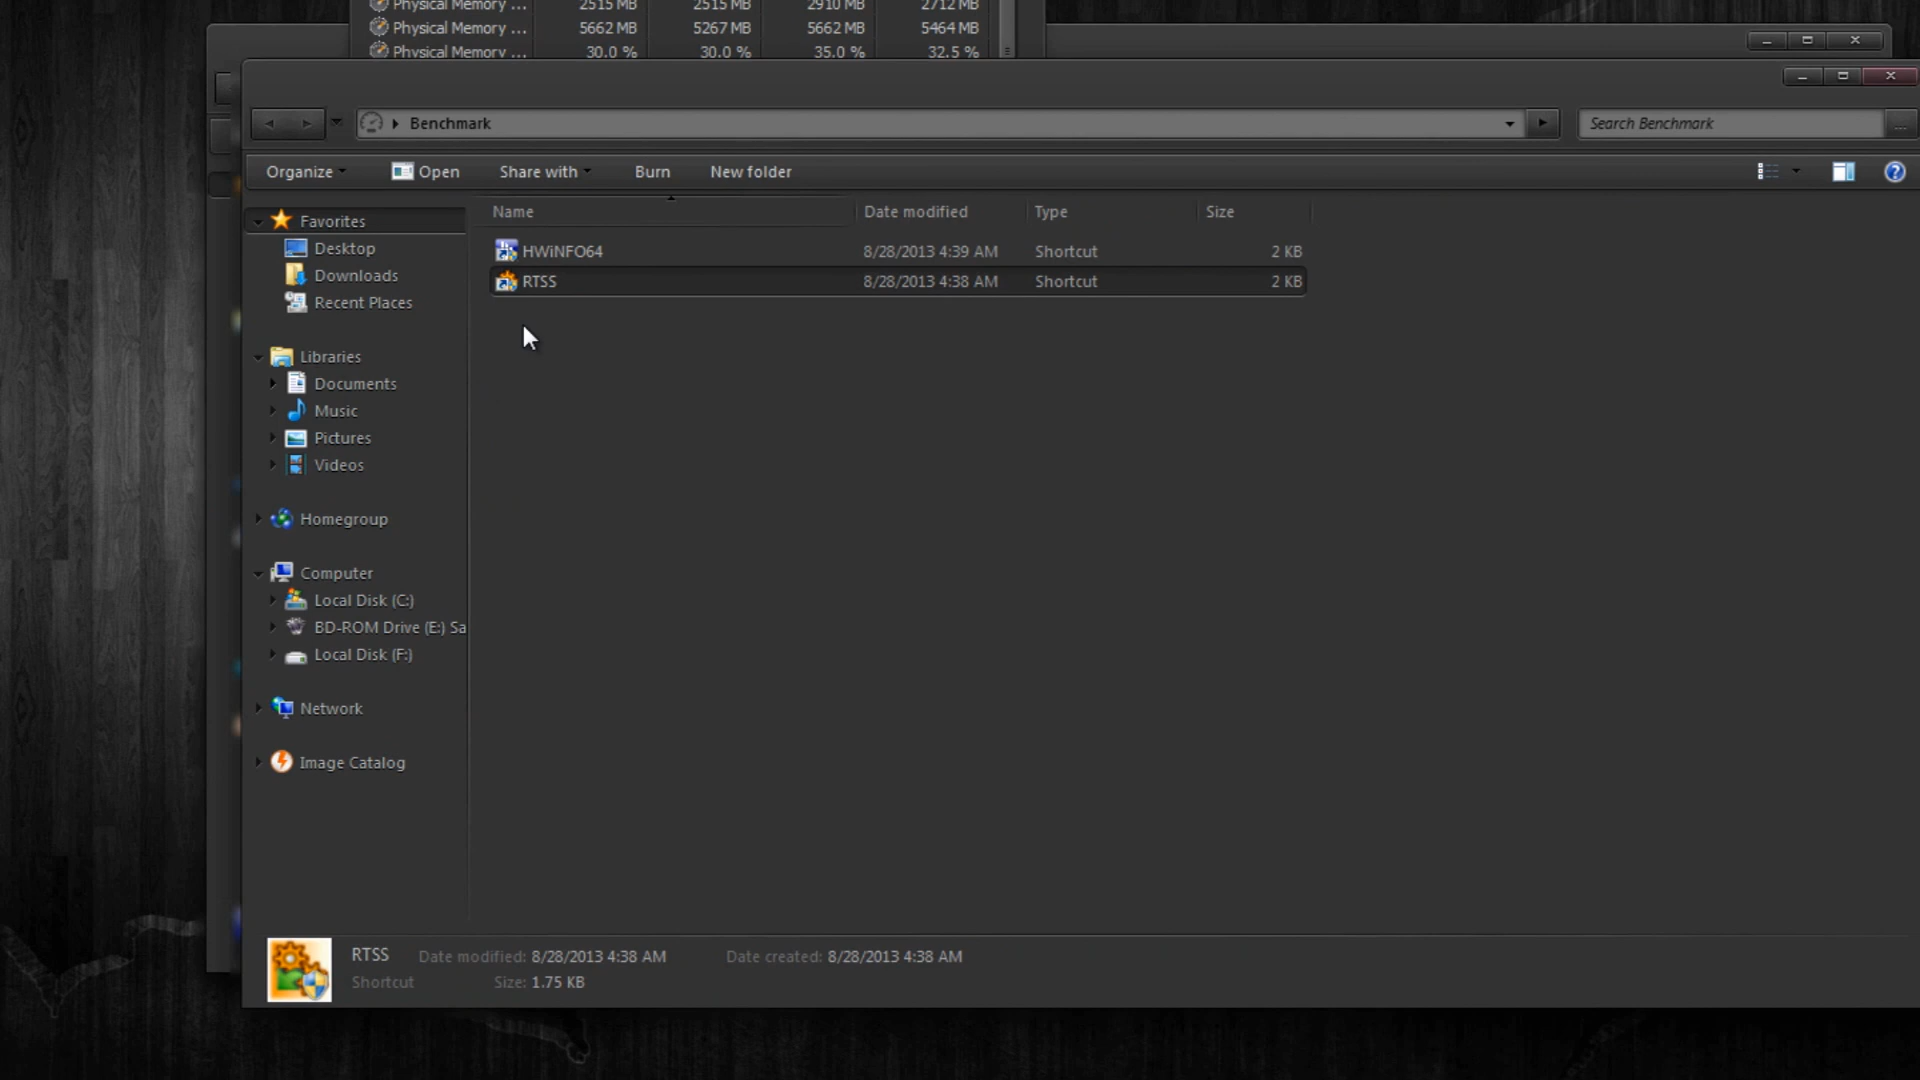 Physical Memory ... 2515 MB 2515 MB 2910 MB 2712 MB
Physical Memory ... 5662 MB 5267 MB 5662 MB 5464 MB
Physical Memory ... 30.0 % 30.0 % 35.0 % 32.5 %
Benchmark
Search Benchmark
...
Organize Open Share with Burn New folder
Name Date modified Type Size
HWiNFO64 8/28/2013 4:39 AM Shortcut 2 KB
RTSS 8/28/2013 4:38 AM Shortcut 2 KB
Favorites
Desktop
Downloads
Recent Places
Libraries
Documents
Music
Pictures
Videos
Homegroup
Computer
Local Disk (C:)
BD-ROM Drive (E:) Sa
Local Disk (F:)
Network
Image Catalog
RTSS Date modified: 8/28/2013 4:38 AM Date created: 8/28/2013 4:38 AM
Shortcut Size: 1.75 KB